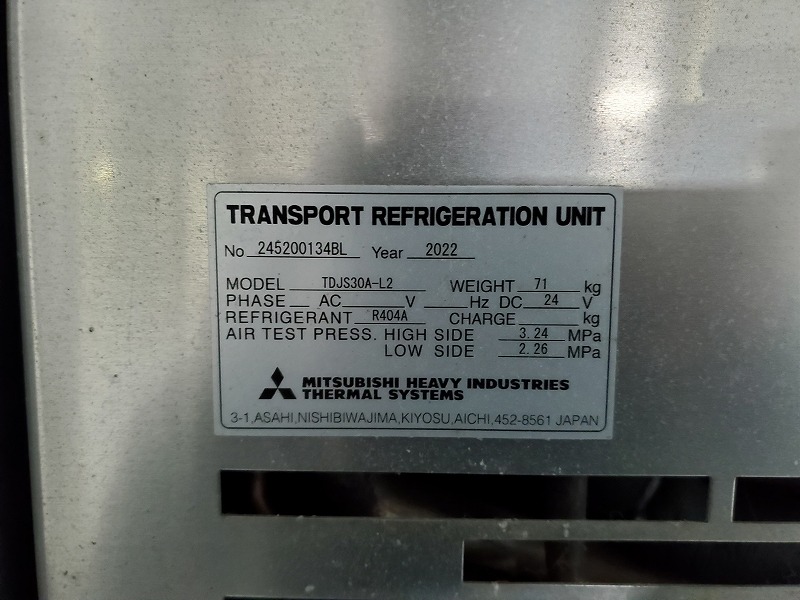 TRANSPORT REFRIGERATION UNIT
No 245200134BL Year 2022
MODEL TDJS30A-L2 WEIGHT 71 kg
PHASE AC V Hz DC 24 V
REFRIGERANT R404A CHARGE kg
AIR TEST PRESS. HIGH SIDE 3.24 MPa
LOW SIDE 2.26 MPa
MITSUBISHI HEAVY INDUSTRIES
THERMAL SYSTEMS
3-1,ASAHI,NISHIBIWAJIMA,KIYOSU,AICHI,452-8561 JAPAN